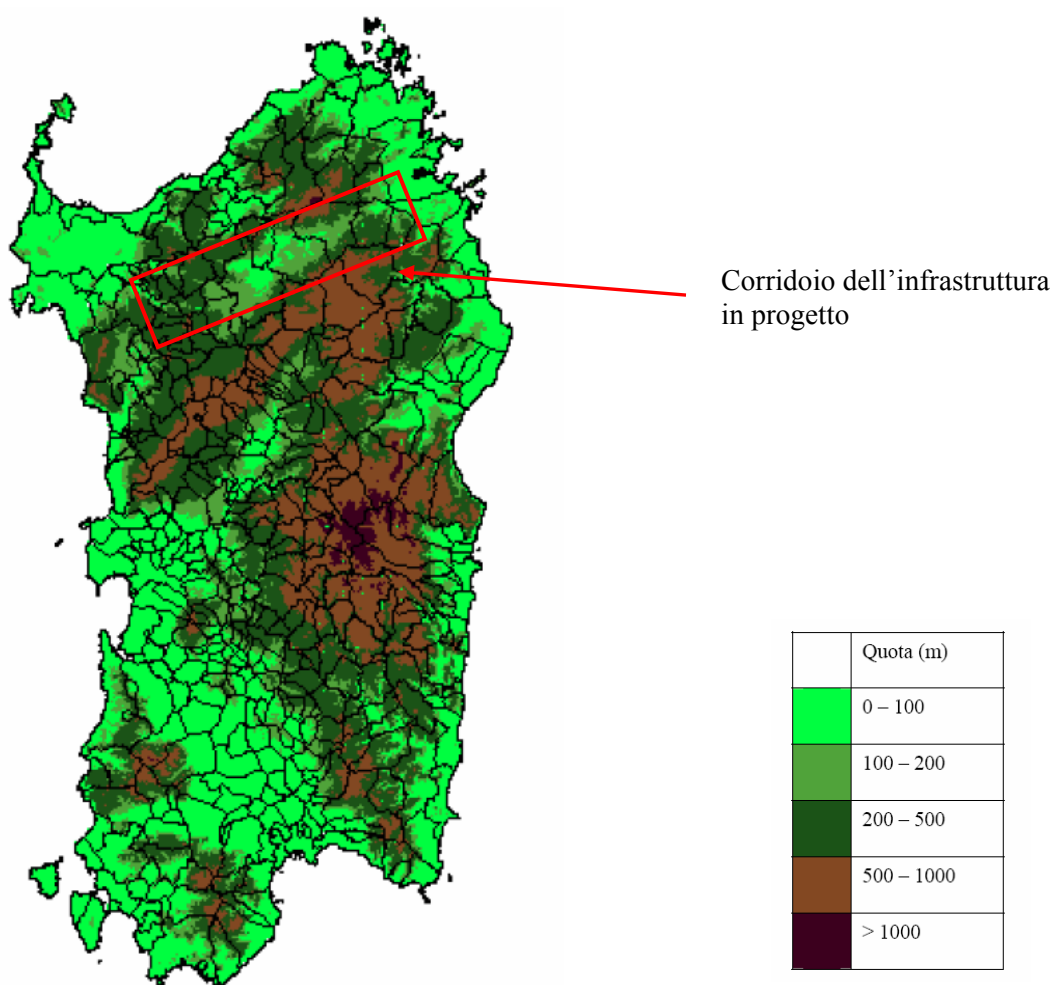 Corridoio dell’infrastruttura
in progetto
Quota (m)
0 – 100
100 – 200
200 – 500
500 – 1000
> 1000